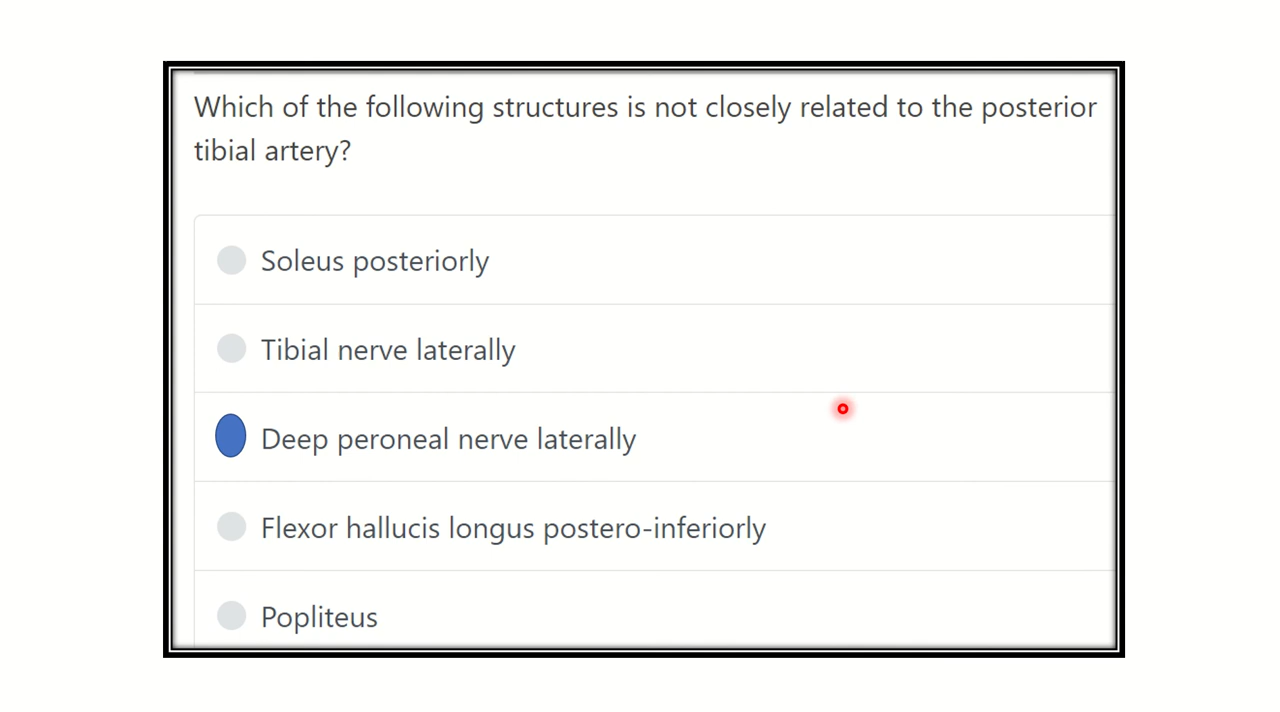 Which of the following structures is not closely related to the posterior
tibial artery?
Soleus posteriorly
Tibial nerve laterally
Deep peroneal nerve laterally
Flexor hallucis longus postero-inferiorly
Popliteus